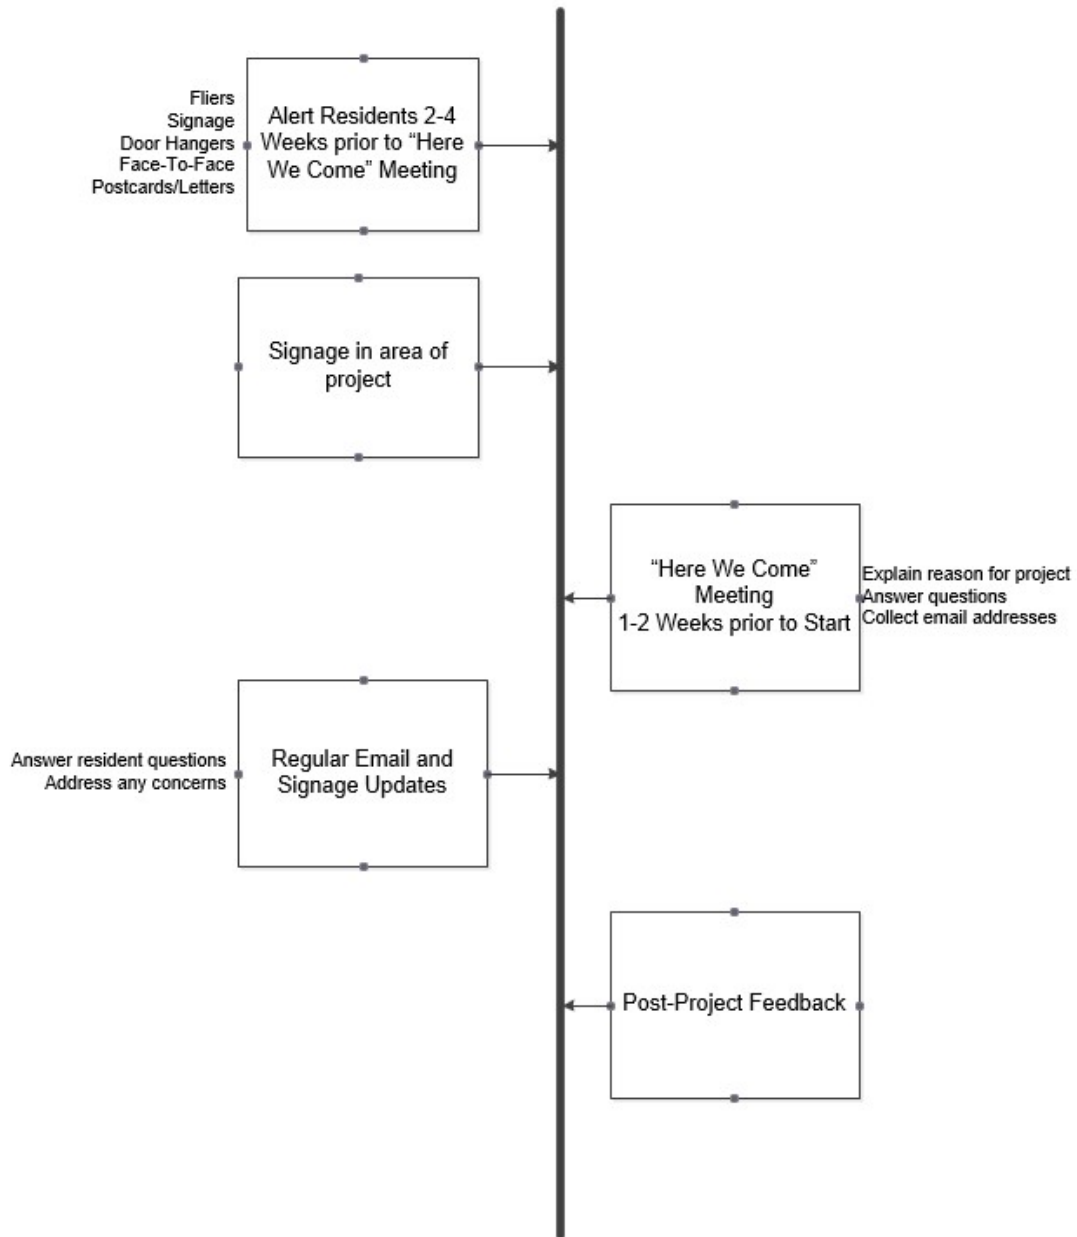 Fliers
Signage
Door Hangers
Face-To-Face
Postcards/Letters
Alert Residents 2-4
Weeks prior to “Here
We Come” Meeting
Signage in area of
project
“Here We Come”
Meeting
1-2 Weeks prior to Start
Explain reason for project
Answer questions
Collect email addresses
Answer resident questions
Address any concerns
Regular Email and
Signage Updates
Post-Project Feedback